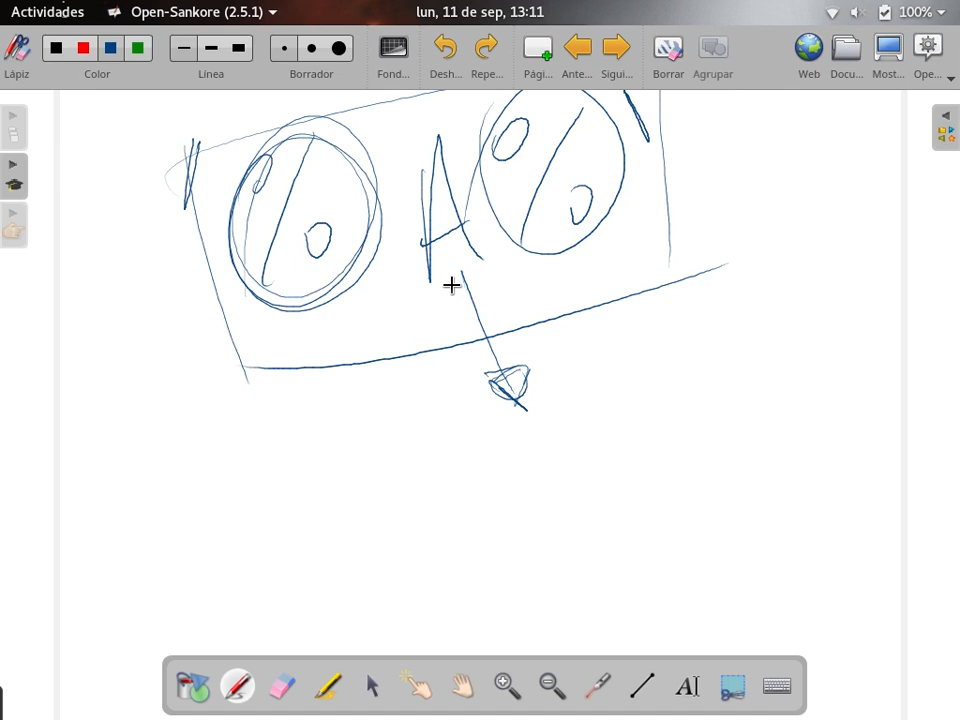 Actividades Open-Sankore (2.5.1) lun, 11 de sep, 13:11 100%
Lápiz Color Línea Borrador Fond... Desh... Repe... Pági... Ante... Sigui... Borrar Agrupar Web Docu... Most... Ope...
% A %